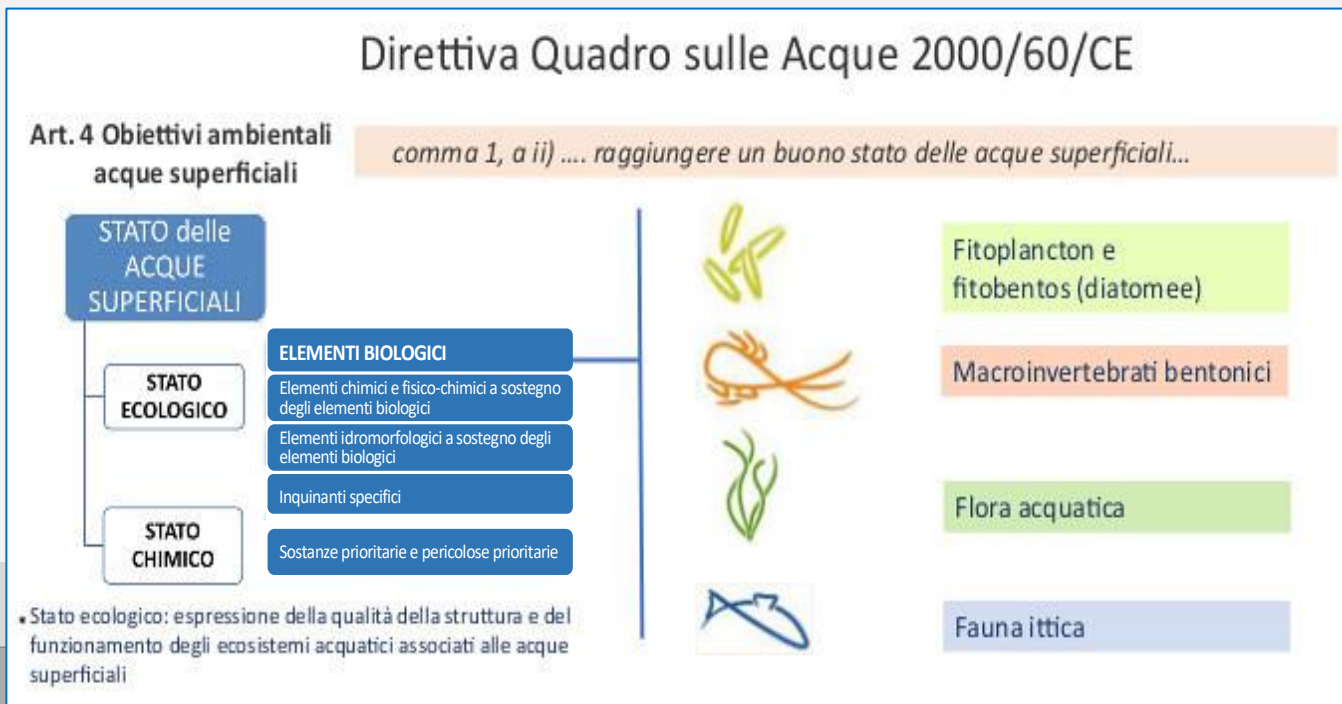 Direttiva Quadro sulle Acque 2000/60/CE
Art. 4 Obiettivi ambientali
acque superficiali
comma 1, a ii) .... raggiungere un buono stato delle acque superficiali...
STATO delle
ACQUE
SUPERFICIALI
STATO
ECOLOGICO
ELEMENTI BIOLOGICI
Elementi chimici e fisico-chimici a sostegno
degli elementi biologici
Elementi idromorfologici a sostegno degli
elementi biologici
Inquinanti specifici
STATO
CHIMICO
Sostanze prioritarie e pericolose prioritarie
Fitoplancton e
fitobentos (diatomee)
Macroinvertebrati bentonici
Flora acquatica
Fauna ittica
• Stato ecologico: espressione della qualità della struttura e del
funzionamento degli ecosistemi acquatici associati alle acque
superficiali